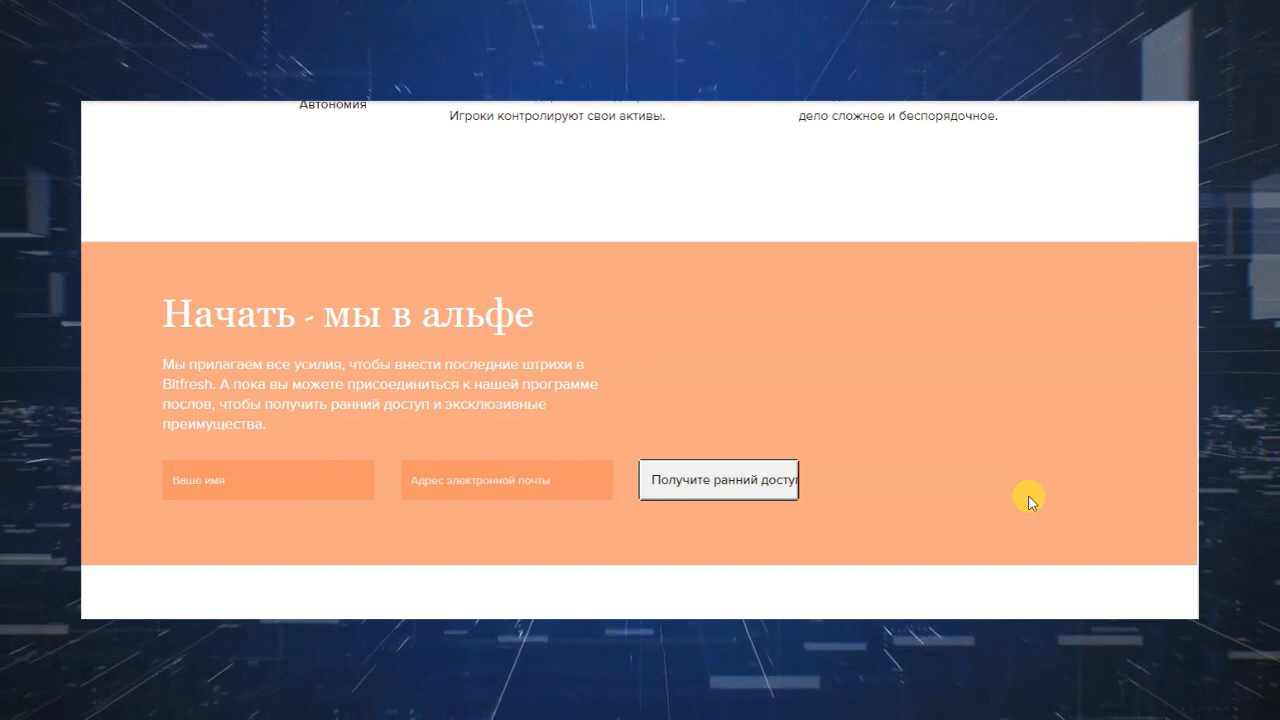 Автономия
Игроки контролируют свои активы.
дело сложное и беспорядочное.
Начать - мы в альфе
Мы прилагаем все усилия, чтобы внести последние штрихи в
Bitfresh. А пока вы можете присоединиться к нашей программе
послов, чтобы получить ранний доступ и эксклюзивные
преимущества.
Ваше имя
Адрес электронной почты
Получите ранний доступ